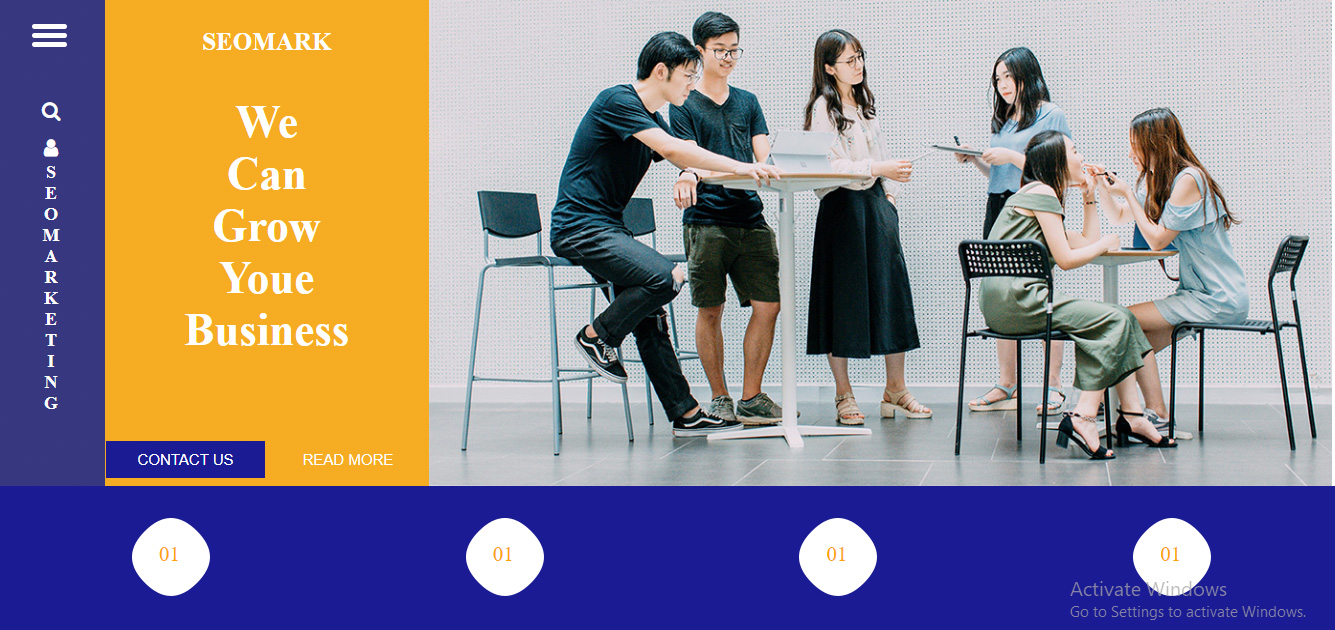 SEOMARK
We
Can
Grow
Youe
Business
S
E
O
M
A
R
K
E
T
I
N
G
CONTACT US
READ MORE
01
01
01
01
Activate Windows
Go to Settings to activate Windows.